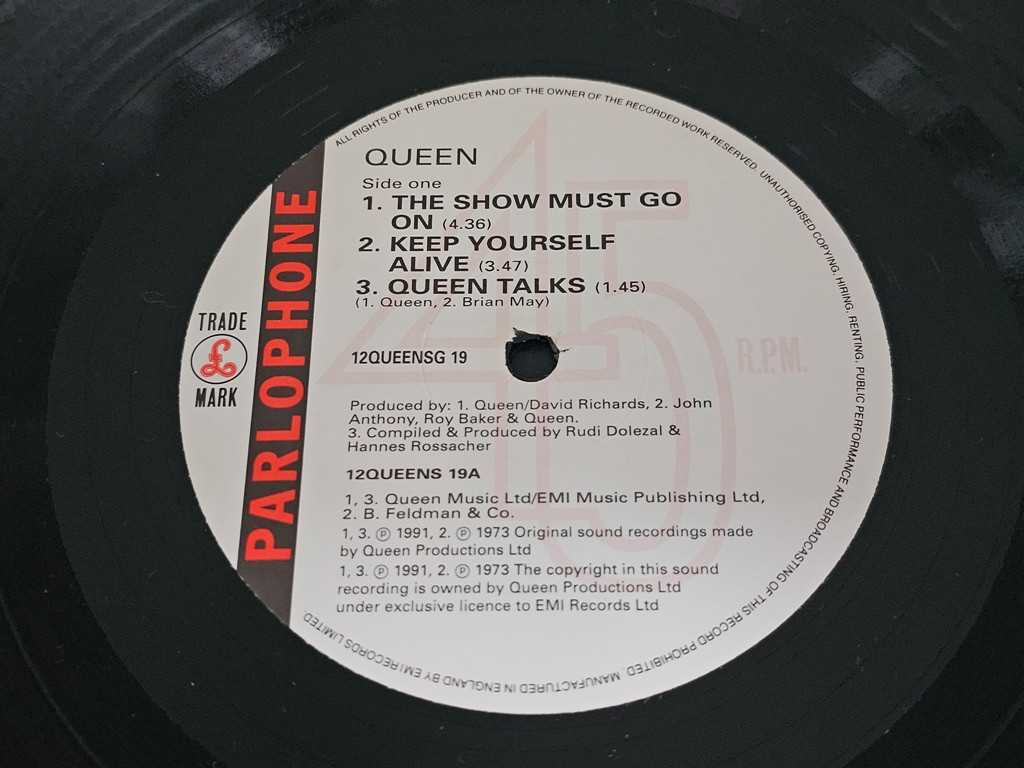 ALL RIGHTS OF THE PRODUCER AND OF THE OWNER OF THE RECORDED WORK RESERVED. UNAUTHORISED COPYING, HIRING, RENTING, PUBLIC PERFORMANCE AND BROADCASTING OF THIS RECORD PROHIBITED. MANUFACTURED IN ENGLAND BY EMI RECORDS LIMITED.
PARLOPHONE
TRADE
£
MARK
QUEEN
Side one
1. THE SHOW MUST GO
ON (4.36)
2. KEEP YOURSELF
ALIVE (3.47)
3. QUEEN TALKS (1.45)
(1. Queen, 2. Brian May)
45
R.P.M.
12QUEENSG 19
Produced by: 1. Queen/David Richards, 2. John
Anthony, Roy Baker & Queen.
3. Compiled & Produced by Rudi Dolezal &
Hannes Rossacher
12QUEENS 19A
1, 3. Queen Music Ltd/EMI Music Publishing Ltd,
2. B. Feldman & Co.
1, 3. ℗ 1991, 2. ℗ 1973 Original sound recordings made
by Queen Productions Ltd
1, 3. ℗ 1991, 2. ℗ 1973 The copyright in this sound
recording is owned by Queen Productions Ltd
under exclusive licence to EMI Records Ltd